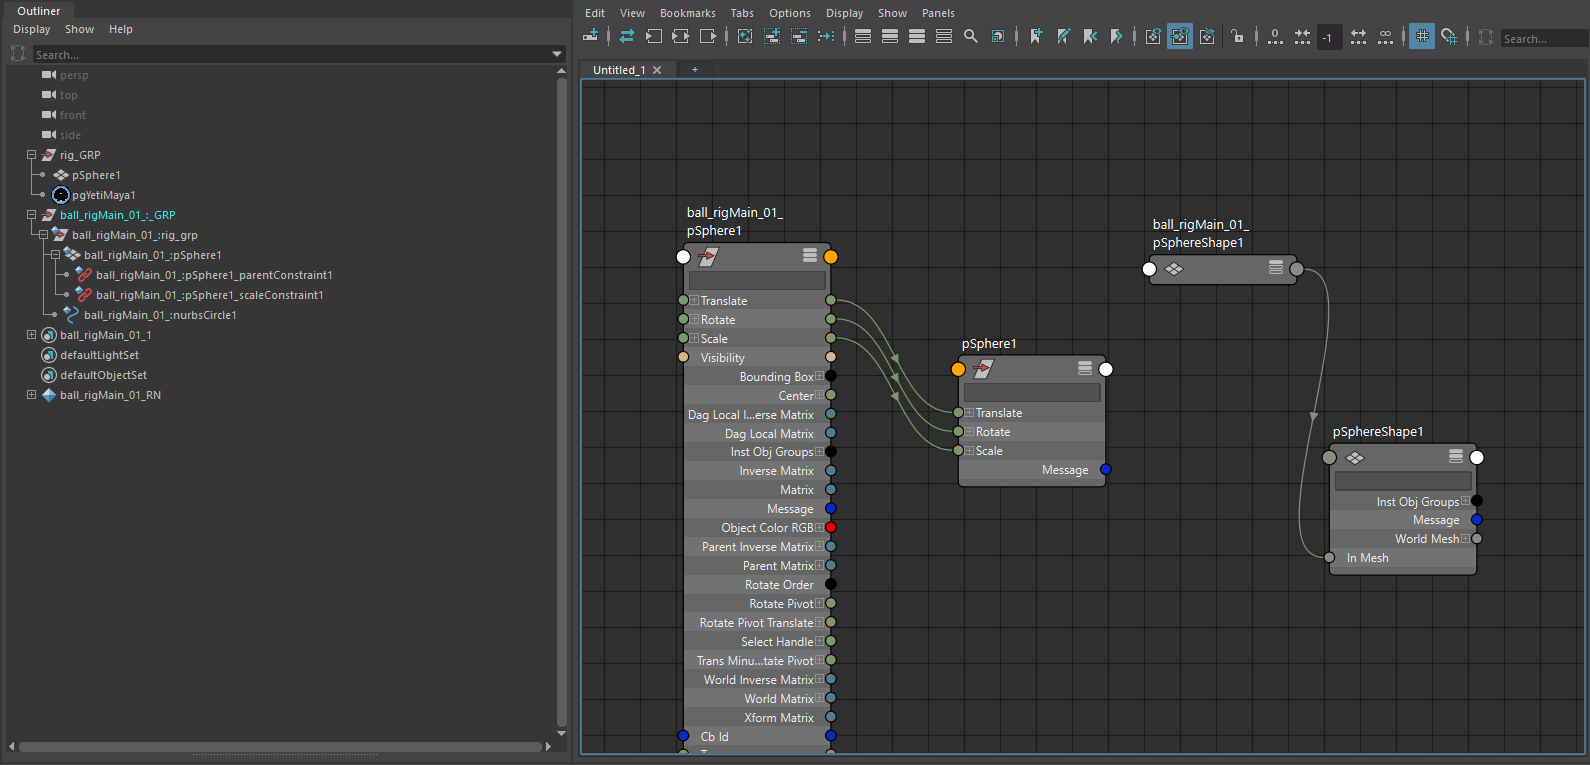 Outliner
Display Show Help
Search...
persp
top
front
side
rig_GRP
pSphere1
pgYetiMaya1
ball_rigMain_01_:_GRP
ball_rigMain_01_:rig_grp
ball_rigMain_01_:pSphere1
ball_rigMain_01_:pSphere1_parentConstraint1
ball_rigMain_01_:pSphere1_scaleConstraint1
ball_rigMain_01_:nurbsCircle1
ball_rigMain_01_1
defaultLightSet
defaultObjectSet
ball_rigMain_01_RN
Edit View Bookmarks Tabs Options Display Show Panels
0 -1 Search...
Untitled_1 +
ball_rigMain_01_
pSphere1
Translate
Rotate
Scale
Visibility
Bounding Box
Center
Dag Local I...erse Matrix
Dag Local Matrix
Inst Obj Groups
Inverse Matrix
Matrix
Message
Object Color RGB
Parent Inverse Matrix
Parent Matrix
Rotate Order
Rotate Pivot
Rotate Pivot Translate
Select Handle
Trans Minu...tate Pivot
World Inverse Matrix
World Matrix
Xform Matrix
Cb Id
pSphere1
Translate
Rotate
Scale
Message
ball_rigMain_01_
pSphereShape1
pSphereShape1
Inst Obj Groups
Message
World Mesh
In Mesh